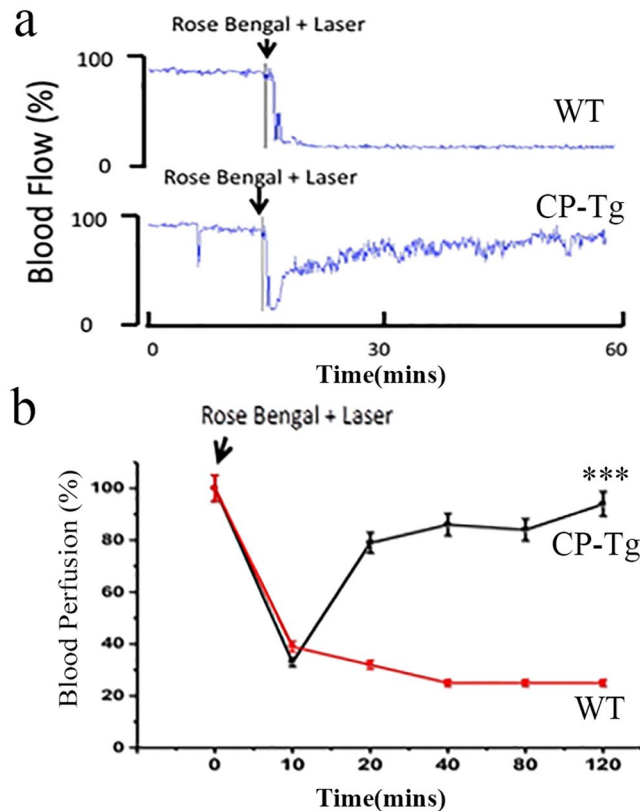 a
Rose Bengal + Laser
100
0
WT
Rose Bengal + Laser
100
0
CP-Tg
Blood Flow (%)
0 30 60
Time(mins)
b
Rose Bengal + Laser
100
80
60
40
20
0
***
CP-Tg
WT
Blood Perfusion (%)
0 10 20 40 80 120
Time(mins)